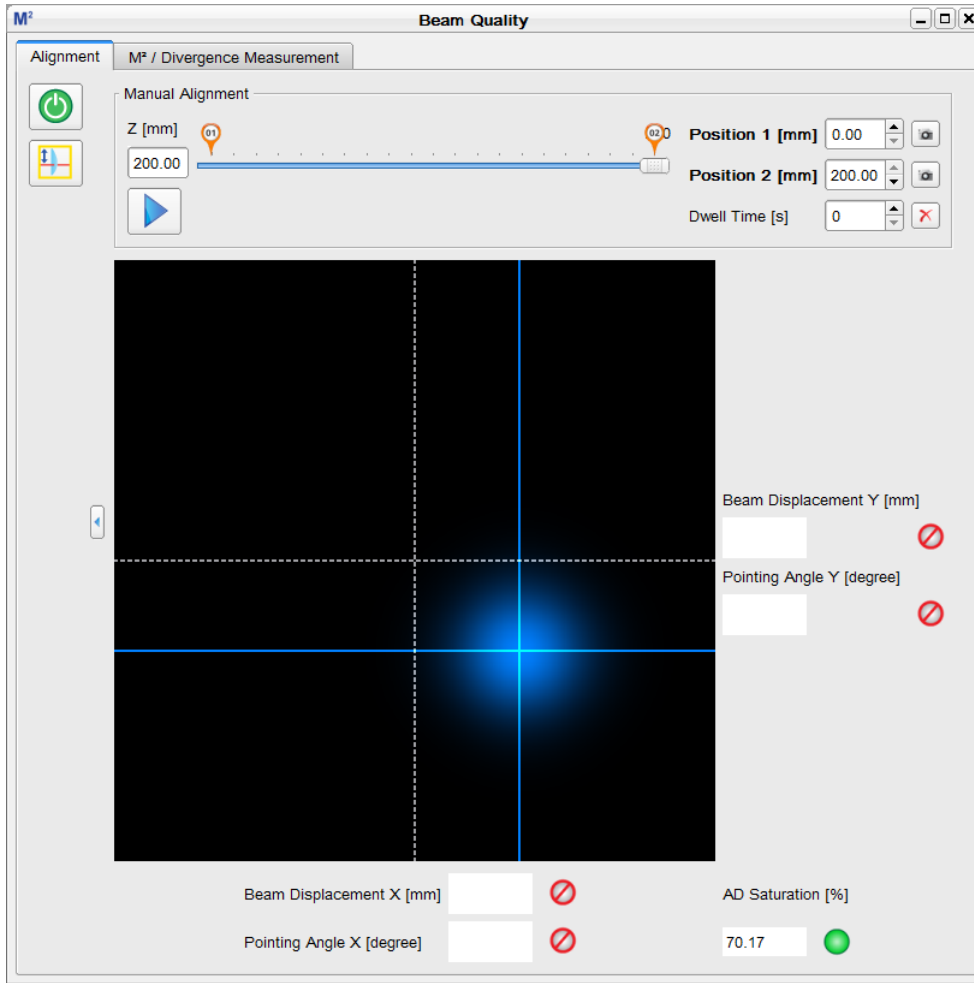 M²
Beam Quality
Alignment
M² / Divergence Measurement
Manual Alignment
Z [mm]
01
02
0
Position 1 [mm]
0.00
200.00
Position 2 [mm]
200.00
Dwell Time [s]
0
Beam Displacement Y [mm]
Pointing Angle Y [degree]
Beam Displacement X [mm]
AD Saturation [%]
Pointing Angle X [degree]
70.17